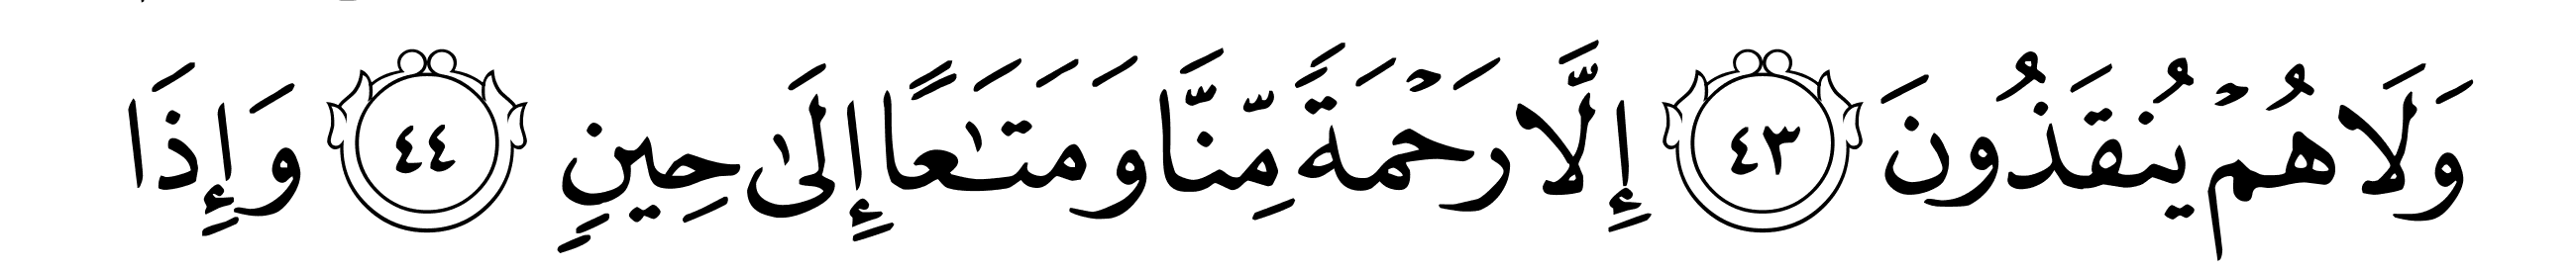 وَلَا هُمْ يُنقَذُونَ ٤٣ إِلَّا رَحْمَةً مِّنَّا وَمَتَـٰعًا إِلَىٰ حِينٍ ٤٤ وَإِذَا